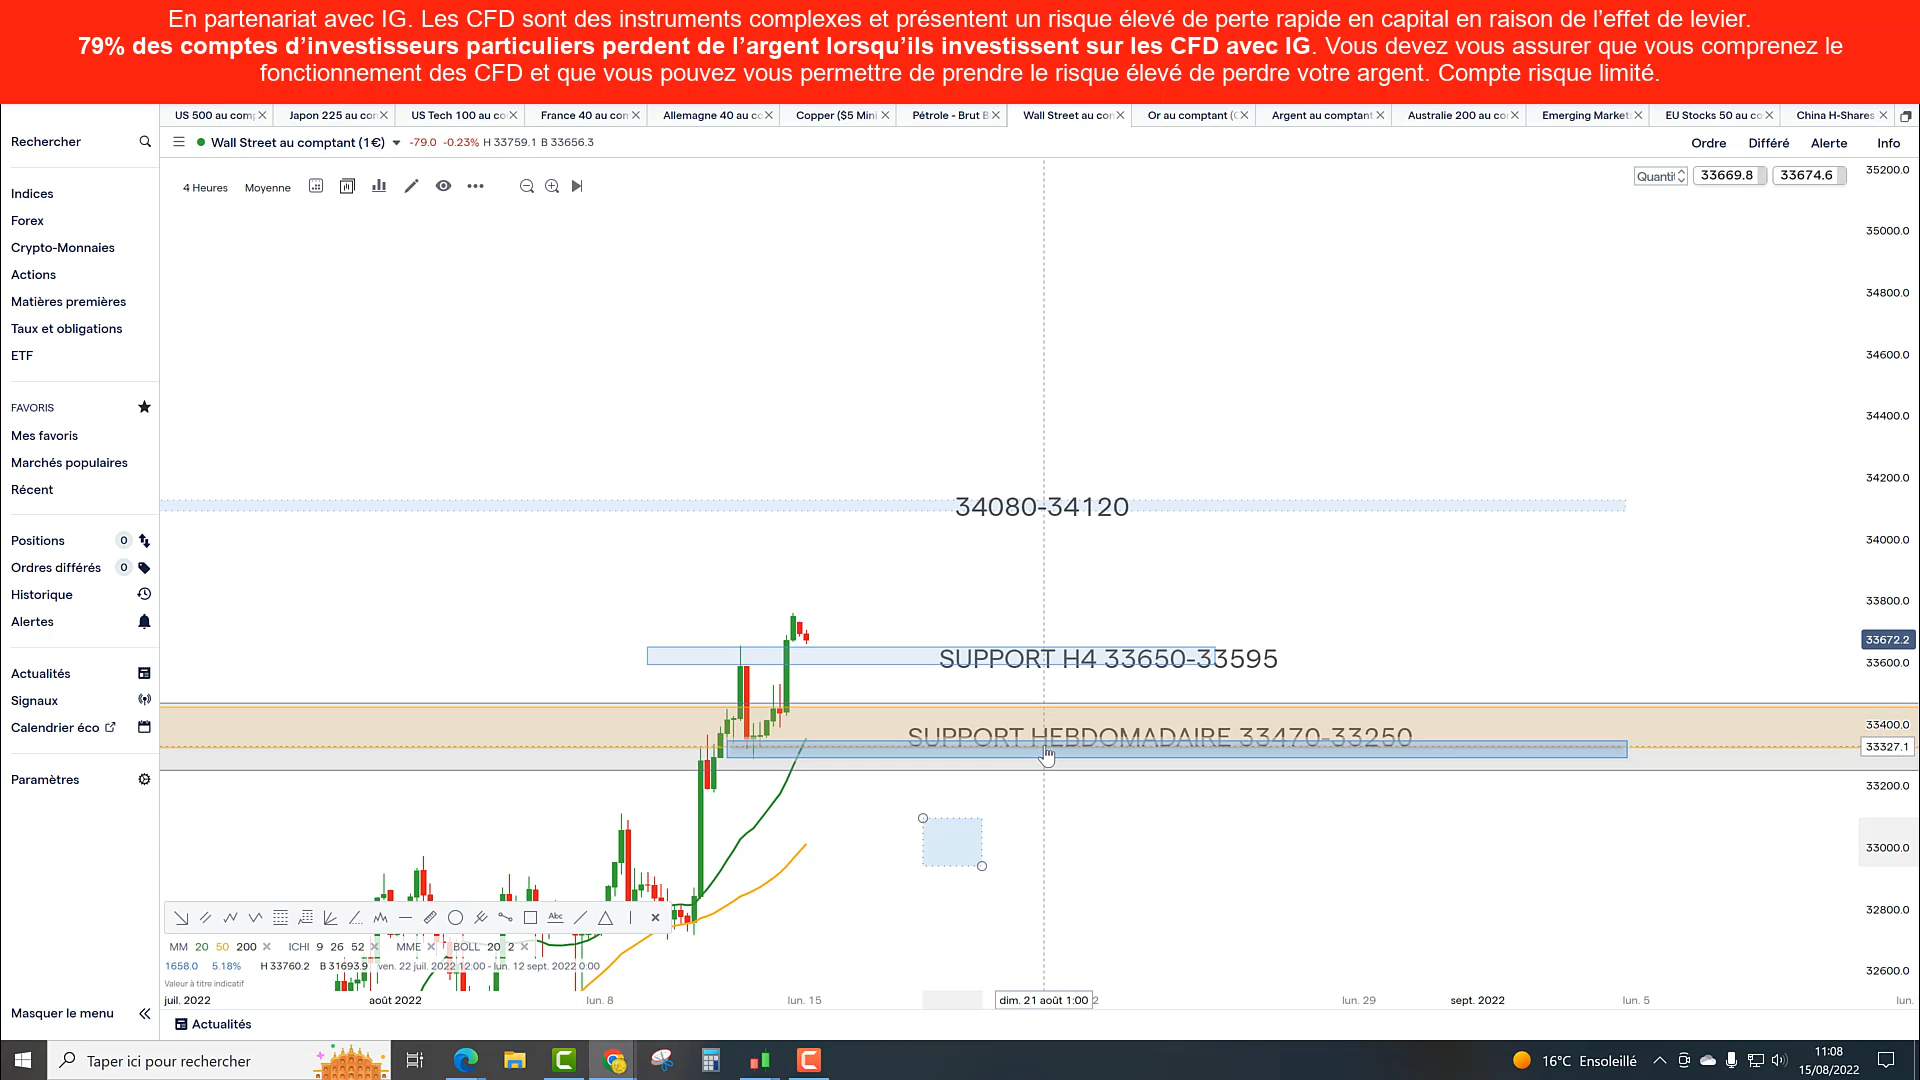 En partenariat avec IG. Les CFD sont des instruments complexes et présentent un risque élevé de perte rapide en capital en raison de l'effet de levier.
79% des comptes d'investisseurs particuliers perdent de l'argent lorsqu'ils investissent sur les CFD avec IG. Vous devez vous assurer que vous comprenez le
fonctionnement des CFD et que vous pouvez vous permettre de prendre le risque élevé de perdre votre argent. Compte risque limité.
US 500 au comp Japon 225 au con US Tech 100 au co France 40 au con Allemagne 40 au co Copper ($5 Mini Pétrole - Brut B Wall Street au con Or au comptant ( Argent au comptant Australie 200 au co Emerging Market EU Stocks 50 au co China H-Shares
Rechercher
Wall Street au comptant (1€) -79.0 -0.23% H 33759.1 B 33656.3
Ordre Différé Alerte Info
4 Heures Moyenne
Quanti 33669.8 33674.6
Indices
Forex
Crypto-Monnaies
Actions
Matières premières
Taux et obligations
ETF
FAVORIS
Mes favoris
Marchés populaires
Récent
Positions 0
Ordres différés 0
Historique
Alertes
Actualités
Signaux
Calendrier éco
Paramètres
Masquer le menu
35200.0
35000.0
34800.0
34600.0
34400.0
34200.0
34080-34120
34000.0
33800.0
33672.2
SUPPORT H4 33650-33595
33600.0
33400.0
SUPPORT HEBDOMADAIRE 33470-33250
33327.1
33200.0
33000.0
32800.0
32600.0
Abc
MM 20 50 200 ICHI 9 26 52 MME BOLL 20 2
1658.0 5.18% H 33760.2 B 31693.9 ven. 22 juil. 2022 12:00 - lun. 12 sept. 2022 0:00
Valeur à titre indicatif
juil. 2022 août 2022 lun. 8 lun. 15 dim. 21 août 1:00 2 lun. 29 sept. 2022 lun. 5 lun.
Actualités
Taper ici pour rechercher
16°C Ensoleillé
11:08
15/08/2022